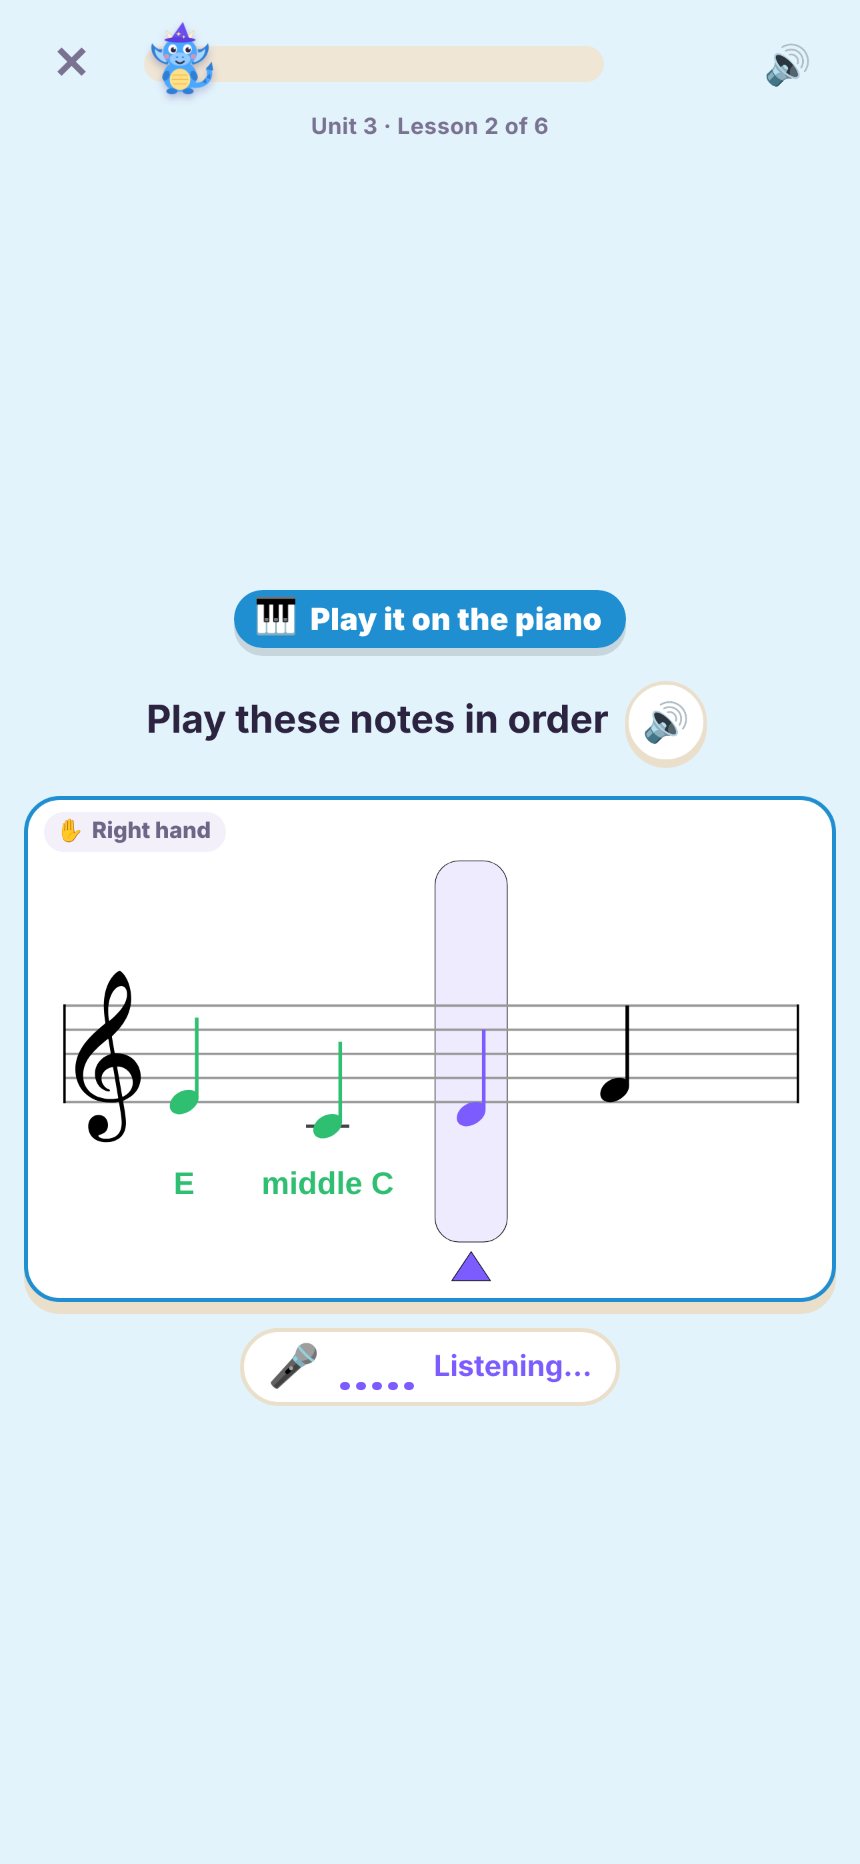 Unit 3 · Lesson 2 of 6
Play it on the piano
Play these notes in order
Right hand
E middle C
Listening...